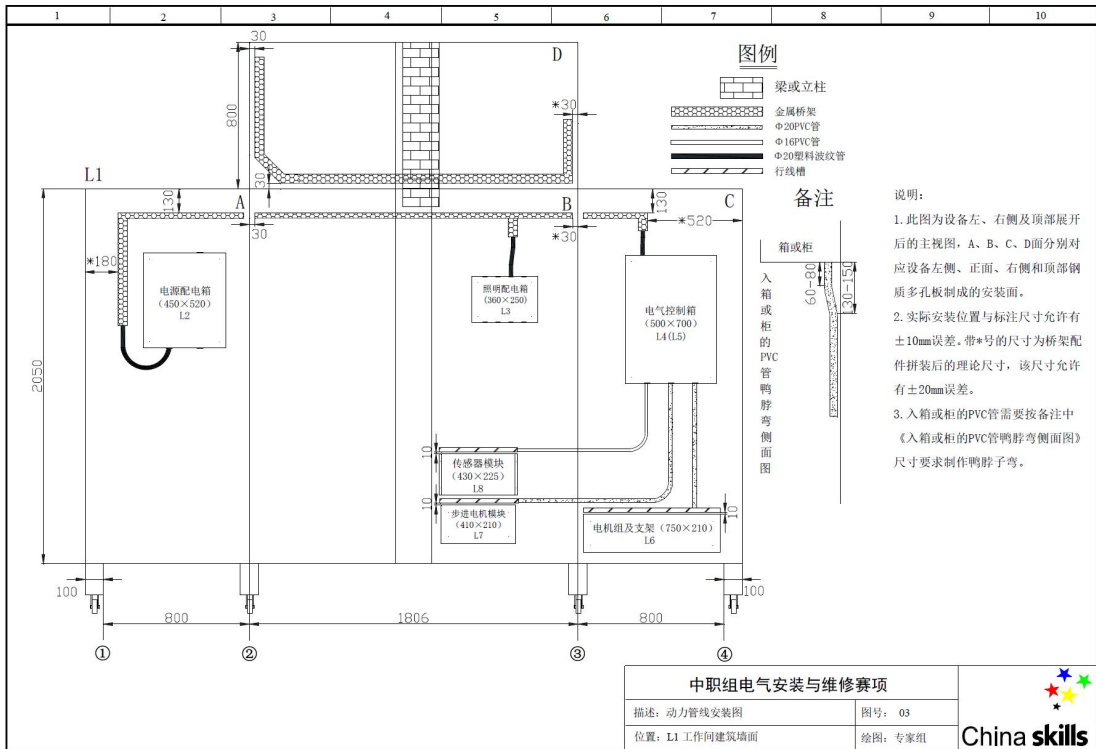 1 2 3 4 5 6 7 8 9 10
30
D
图例
梁或立柱
800
*30
金属桥架
Φ20PVC管
Φ16PVC管
Φ20塑料波纹管
行线槽
30
L1
备注
说明:
130
A
B
130
C
*520
30
*30
1.此图为设备左、右侧及顶部展开
后的主视图，A、B、C、D面分别对
应设备左侧、正面、右侧和顶部钢
质多孔板制成的安装面。
2.实际安装位置与标注尺寸允许有
±10mm误差。带*号的尺寸为桥架配
件拼装后的理论尺寸，该尺寸允许
有±20mm误差。
3.入箱或柜的PVC管需要按备注中
《入箱或柜的PVC管鸭脖弯侧面图》
尺寸要求制作鸭脖子弯。
箱或柜
60-80
130-150
入箱或柜的PVC管鸭脖弯侧面图
*180
电源配电箱
(450×520)
L2
照明配电箱
(360×250)
L3
电气控制箱
(500×700)
L4(L5)
2050
10
传感器模块
(430×225)
L8
10
步进电机模块
(410×210)
L7
电机组及支架(750×210)
L6
10
100
800
1806
800
100
① ② ③ ④
中职组电气安装与维修赛项
描述: 动力管线安装图
图号: 03
位置: L1 工作间建筑墙面
绘图: 专家组
China skills